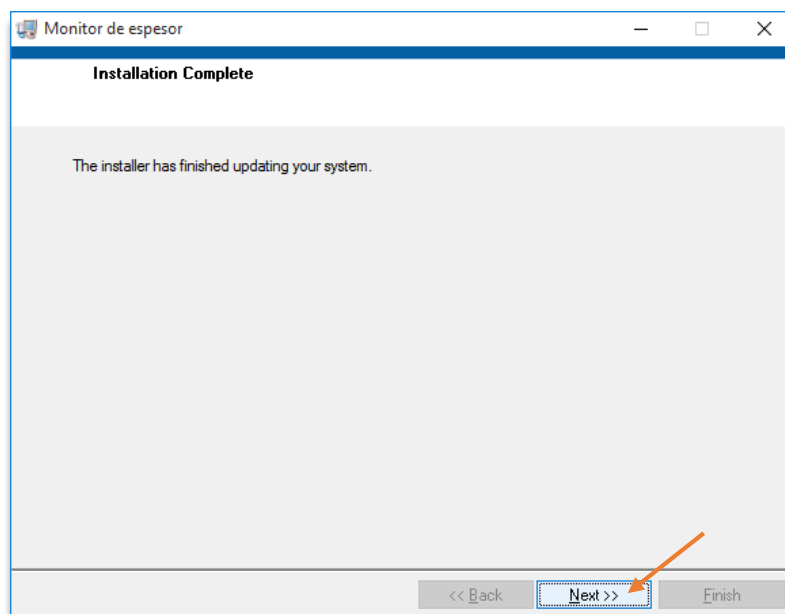 Monitor de espesor
Installation Complete
The installer has finished updating your system.
<< Back Next >> Finish